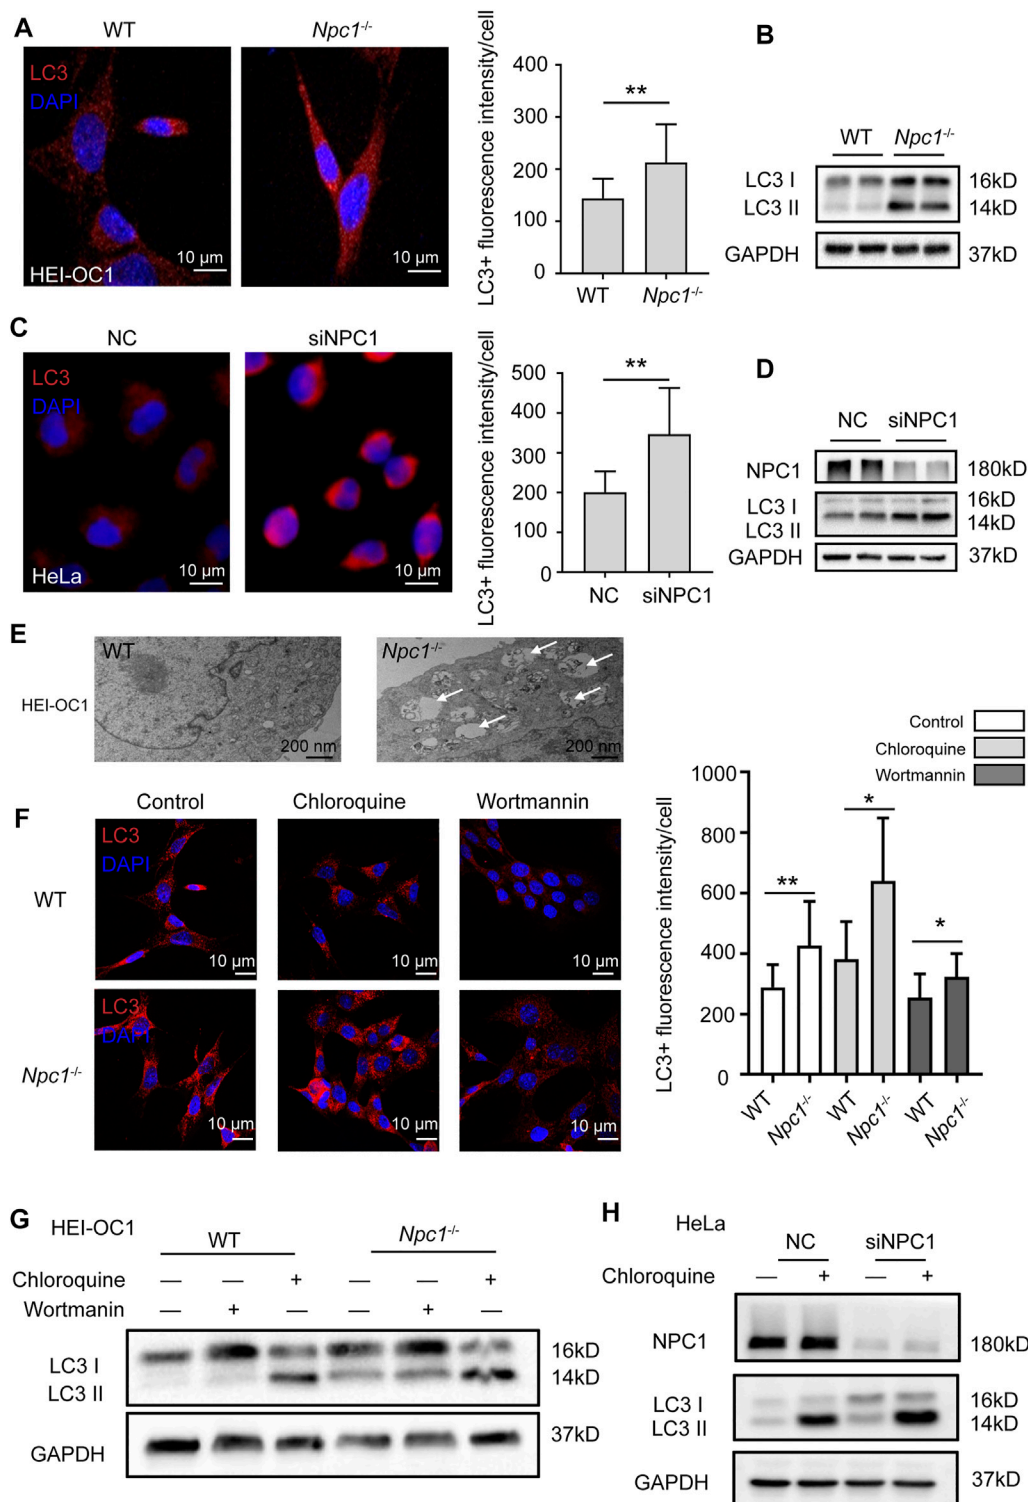 A
WT
Npc1-/-
LC3
DAPI
HEI-OC1
10 µm
10 µm
LC3+ fluorescence intensity/cell
400
300
200
100
0
**
WT
Npc1-/-
B
WT
Npc1-/-
LC3 I
16kD
LC3 II
14kD
GAPDH
37kD
C
NC
siNPC1
LC3
DAPI
HeLa
10 µm
10 µm
LC3+ fluorescence intensity/cell
500
400
300
200
100
0
**
NC
siNPC1
D
NC
siNPC1
NPC1
180kD
LC3 I
16kD
LC3 II
14kD
GAPDH
37kD
E
HEI-OC1
WT
200 nm
Npc1-/-
200 nm
F
Control
Chloroquine
Wortmannin
WT
LC3
DAPI
10 µm
10 µm
10 µm
Npc1-/-
LC3
DAPI
10 µm
10 µm
10 µm
Control
Chloroquine
Wortmannin
LC3+ fluorescence intensity/cell
1000
800
600
400
200
0
**
*
*
WT
Npc1-/-
WT
Npc1-/-
WT
Npc1-/-
G
HEI-OC1
WT
Npc1-/-
Chloroquine — — + — — +
Wortmanin — + — — + —
LC3 I
16kD
LC3 II
14kD
GAPDH
37kD
H
HeLa
NC
siNPC1
Chloroquine — + — +
NPC1
180kD
LC3 I
16kD
LC3 II
14kD
GAPDH
37kD